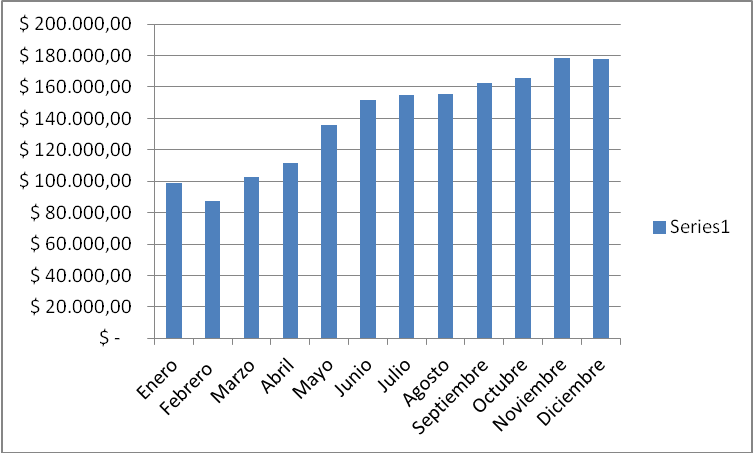 $ 200.000,00
$ 180.000,00
$ 160.000,00
$ 140.000,00
$ 120.000,00
$ 100.000,00
$ 80.000,00
$ 60.000,00
$ 40.000,00
$ 20.000,00
$ -
Enero
Febrero
Marzo
Abril
Mayo
Junio
Julio
Agosto
Septiembre
Octubre
Noviembre
Diciembre
Series1